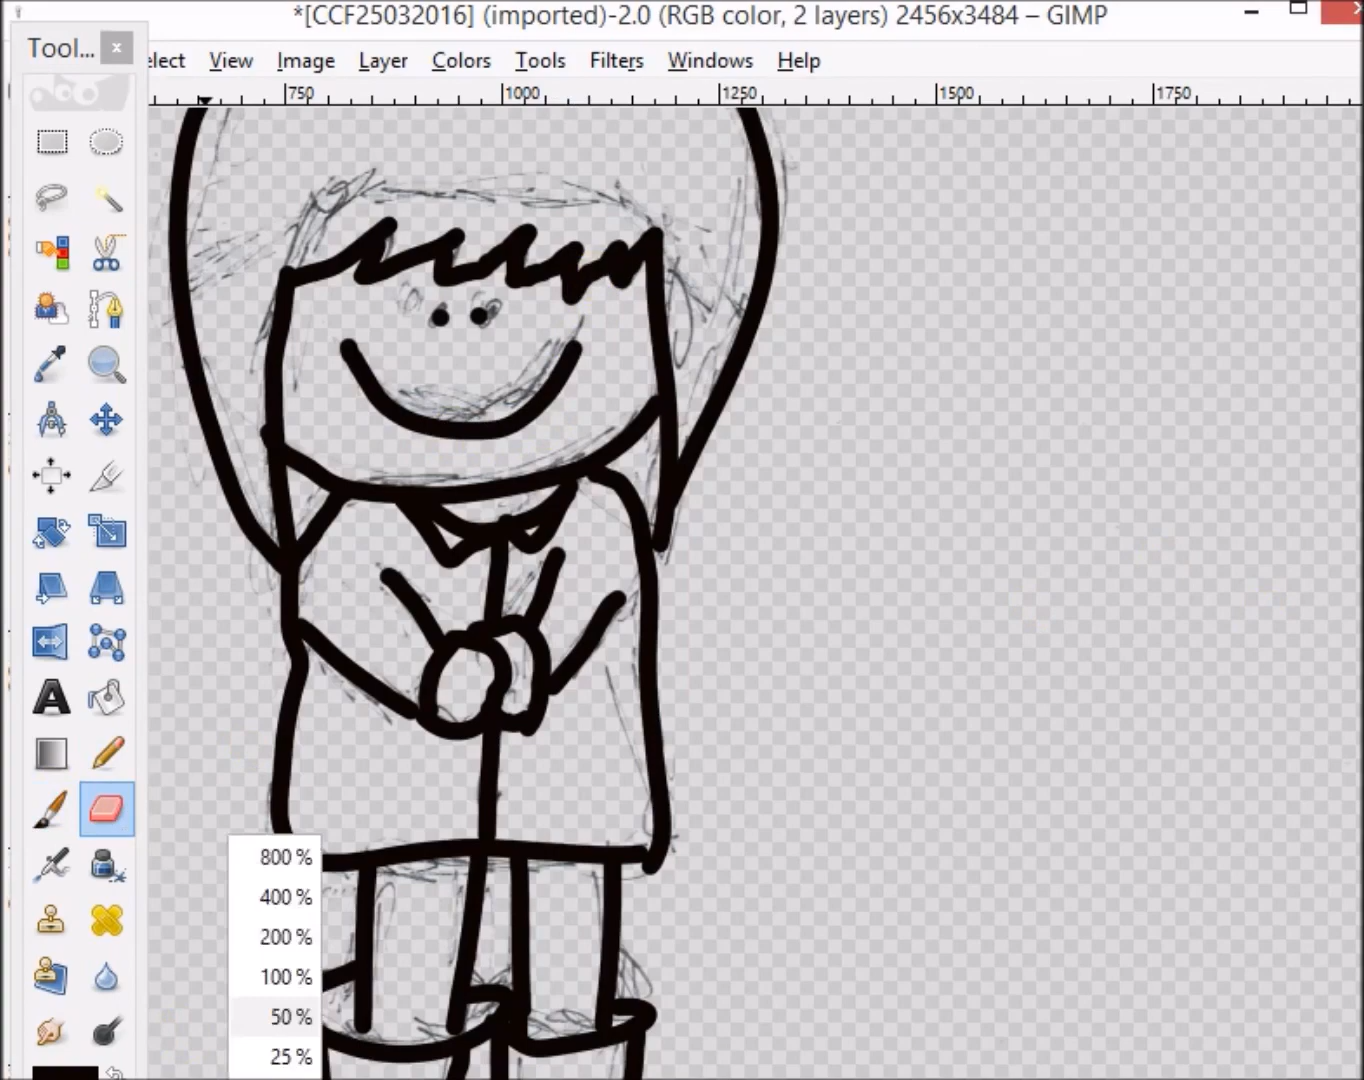 *[CCF25032016] (imported)-2.0 (RGB color, 2 layers) 2456x3484 – GIMP
Tool... x
elect View Image Layer Colors Tools Filters Windows Help
750 1000 1250 1500 1750
A
800 %
400 %
200 %
100 %
50 %
25 %